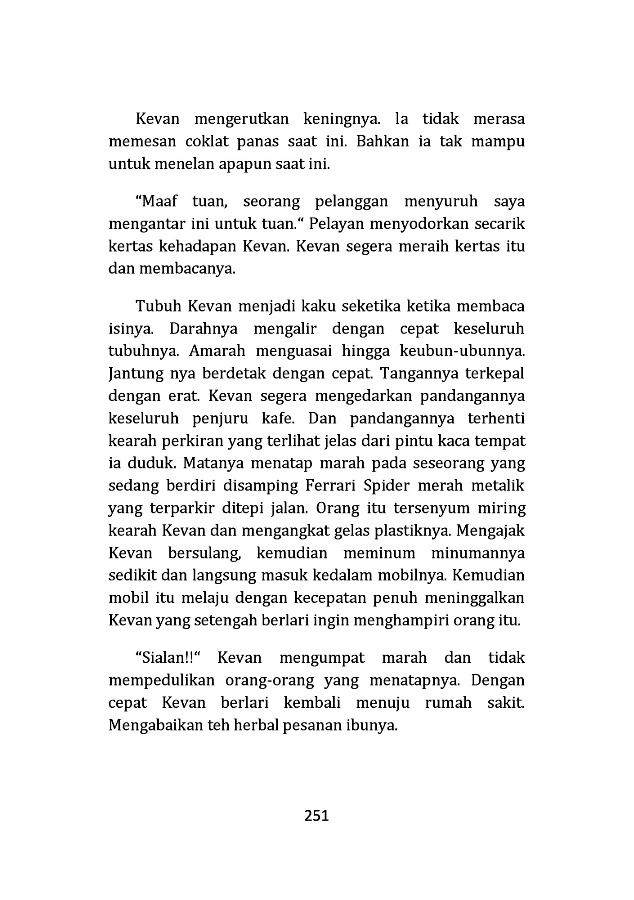 Kevan mengerutkan keningnya. Ia tidak merasa
memesan coklat panas saat ini. Bahkan ia tak mampu
untuk menelan apapun saat ini.
“Maaf tuan, seorang pelanggan menyuruh saya
mengantar ini untuk tuan.“ Pelayan menyodorkan secarik
kertas kehadapan Kevan. Kevan segera meraih kertas itu
dan membacanya.
Tubuh Kevan menjadi kaku seketika ketika membaca
isinya. Darahnya mengalir dengan cepat keseluruh
tubuhnya. Amarah menguasai hingga keubun-ubunnya.
Jantung nya berdetak dengan cepat. Tangannya terkepal
dengan erat. Kevan segera mengedarkan pandangannya
keseluruh penjuru kafe. Dan pandangannya terhenti
kearah perkiran yang terlihat jelas dari pintu kaca tempat
ia duduk. Matanya menatap marah pada seseorang yang
sedang berdiri disamping Ferrari Spider merah metalik
yang terparkir ditepi jalan. Orang itu tersenyum miring
kearah Kevan dan mengangkat gelas plastiknya. Mengajak
Kevan bersulang, kemudian meminum minumannya
sedikit dan langsung masuk kedalam mobilnya. Kemudian
mobil itu melaju dengan kecepatan penuh meninggalkan
Kevan yang setengah berlari ingin menghampiri orang itu.
“Sialan!!“ Kevan mengumpat marah dan tidak
mempedulikan orang-orang yang menatapnya. Dengan
cepat Kevan berlari kembali menuju rumah sakit.
Mengabaikan teh herbal pesanan ibunya.
251